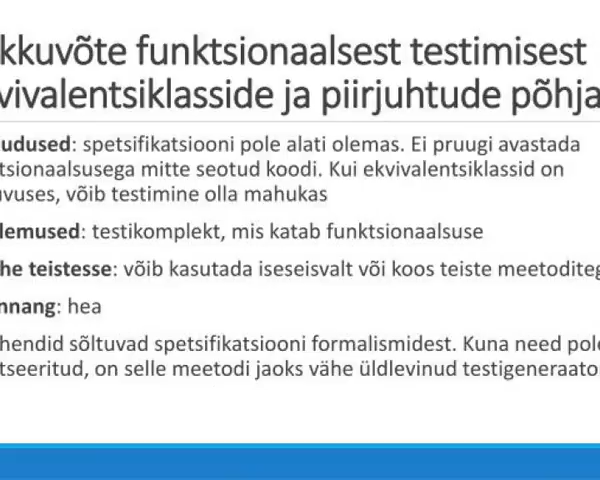 kkuvõte funktsionaalsest testimisest
vivalentsiklasside ja piirjuhtude põhja
udused: spetsifikatsiooni pole alati olemas. Ei pruugi avastada
tsionaalsusega mitte seotud koodi. Kui ekvivalentsiklassid on
uvuses, võib testimine olla mahukas
lemused: testikomplekt, mis katab funktsionaalsuse
he teistesse: võib kasutada iseseisvalt või koos teiste meetoditeg
nnang: hea
hendid sõltuvad spetsifikatsiooni formalismidest. Kuna need pole
tseeritud, on selle meetodi jaoks vähe üldlevinud testigeneraato